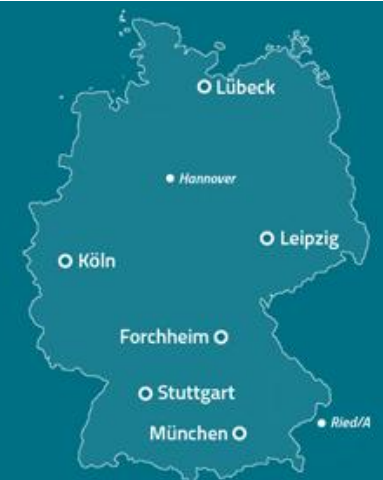 Lübeck
Hannover
Leipzig
Köln
Forchheim
Stuttgart
Ried/A
München